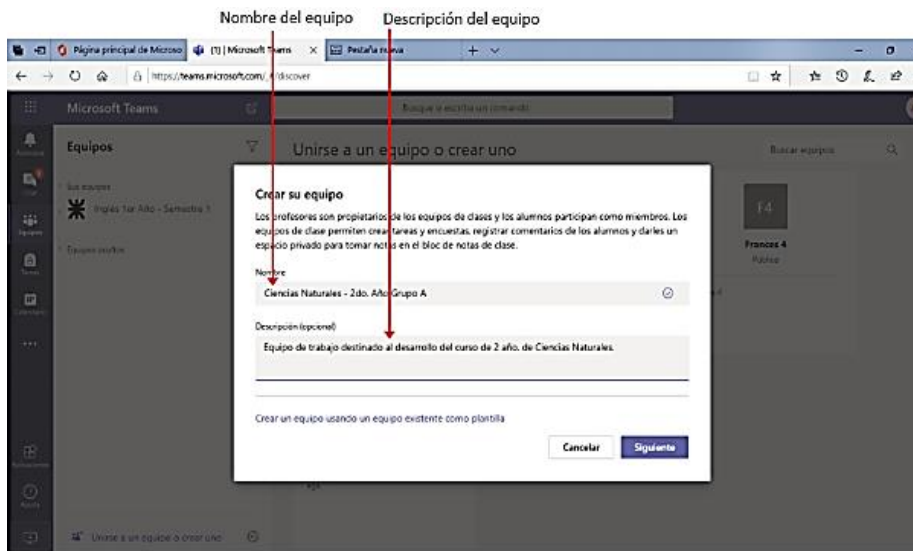 Nombre del equipo Descripción del equipo
Página principal de Microso (1) | Microsoft Teams Pestaña nueva
https://teams.microsoft.com/_#/discover
Microsoft Teams Busque o escriba un comando
Equipos Unirse a un equipo o crear uno Buscar equipos
Sus equipos
Inglés 1er Año - Semestre 1
Equipos ocultos
F4
Frances 4
Pública
Crear su equipo
Los profesores son propietarios de los equipos de clases y los alumnos participan como miembros. Los
equipos de clase permiten crear tareas y encuestas, registrar comentarios de los alumnos y darles un
espacio privado para tomar notas en el bloc de notas de clase.
Nombre
Ciencias Naturales - 2do. Año Grupo A
Descripción (opcional)
Equipo de trabajo destinado al desarrollo del curso de 2 año. de Ciencias Naturales.
Crear un equipo usando un equipo existente como plantilla
Cancelar Siguiente
Equipos
Tareas
Calendario
Aplicaciones
Ayuda
Unirse a un equipo o crear uno